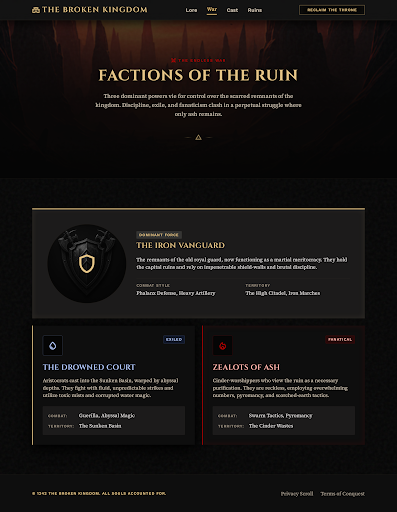 THE BROKEN KINGDOM
Lore War Cast Ruins
RECLAIM THE THRONE
THE ENDLESS WAR
FACTIONS OF THE RUIN
Three dominant powers vie for control over the scarred remnants of the
kingdom. Discipline, exile, and fanaticism clash in a perpetual struggle where
only ash remains.
DOMINANT FORCE
THE IRON VANGUARD
The remnants of the old royal guard, now functioning as a martial meritocracy. They hold
the capital ruins and rely on impenetrable shield-walls and brutal discipline.
COMBAT STYLE
Phalanx Defense, Heavy Artillery
TERRITORY
The High Citadel, Iron Marches
EXILED
THE DROWNED COURT
Aristocrats cast into the Sunken Basin, warped by abyssal
depths. They fight with fluid, unpredictable strikes and
utilize toxic mists and corrupted water magic.
COMBAT: Guerilla, Abyssal Magic
TERRITORY: The Sunken Basin
FANATICAL
ZEALOTS OF ASH
Cinder-worshippers who view the ruin as a necessary
purification. They are reckless, employing overwhelming
numbers, pyromancy, and scorched-earth tactics.
COMBAT: Swarm Tactics, Pyromancy
TERRITORY: The Cinder Wastes
© 1242 THE BROKEN KINGDOM. ALL SOULS ACCOUNTED FOR.
Privacy Scroll Terms of Conquest